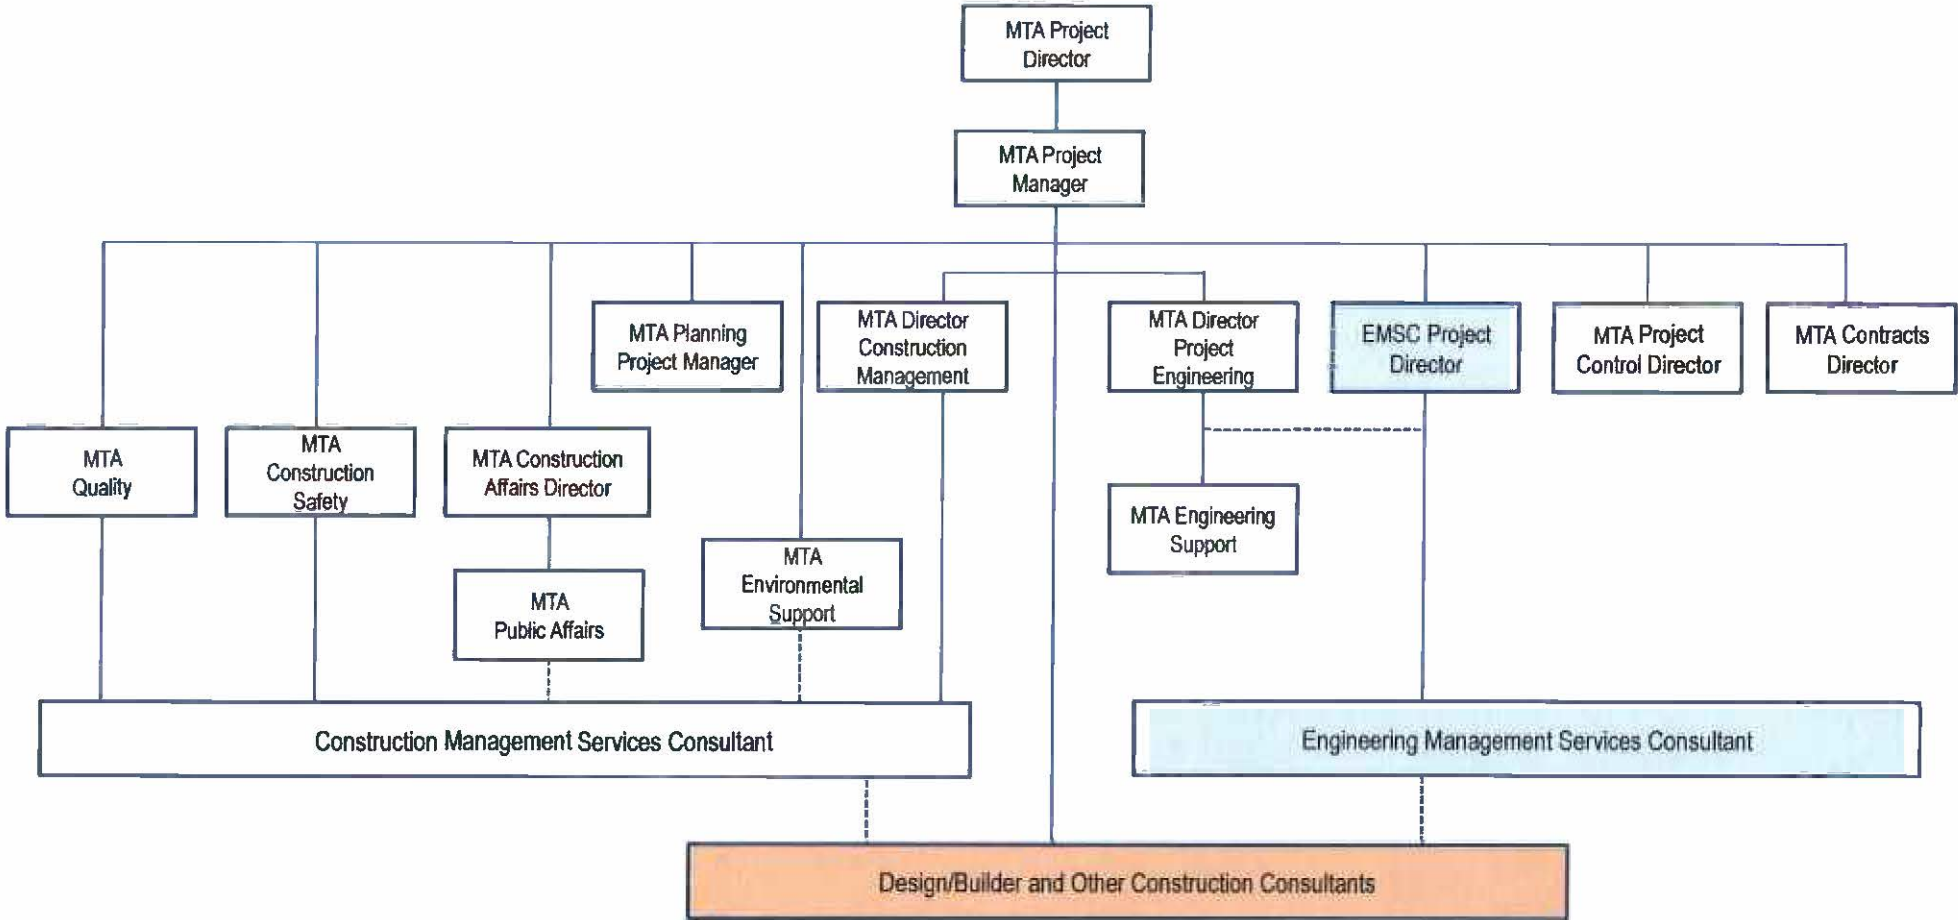 MTA Project
Director
MTA Project
Manager
MTA Planning
Project Manager
MTA Director
Construction
Management
MTA Director
Project
Engineering
EMSC Project
Director
MTA Project
Control Director
MTA Contracts
Director
MTA
Quality
MTA
Construction
Safety
MTA Construction
Affairs Director
MTA Engineering
Support
MTA
Environmental
Support
MTA
Public Affairs
Construction Management Services Consultant
Engineering Management Services Consultant
Design/Builder and Other Construction Consultants